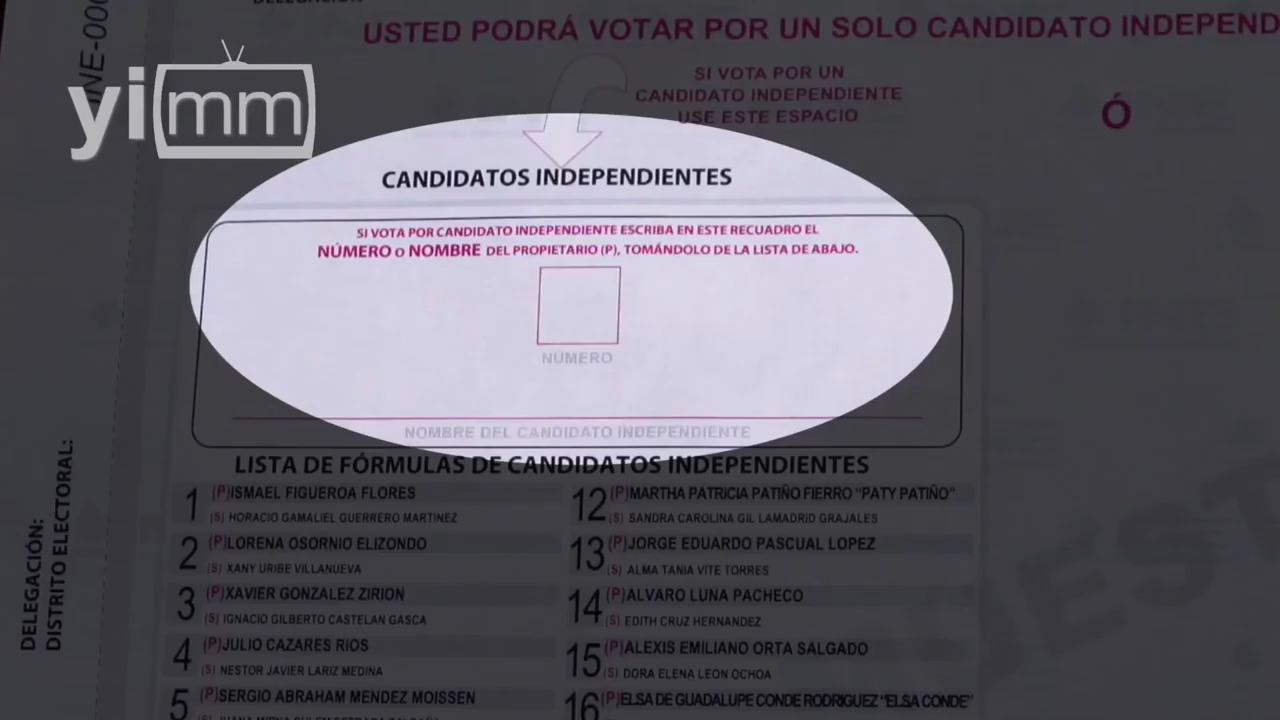 DELEGACIÓN
USTED PODRÁ VOTAR POR UN SOLO CANDIDATO INDEPEND
INE-000
yimm
SI VOTA POR UN
CANDIDATO INDEPENDIENTE
USE ESTE ESPACIO
Ó
CANDIDATOS INDEPENDIENTES
SI VOTA POR CANDIDATO INDEPENDIENTE ESCRIBA EN ESTE RECUADRO EL
NÚMERO o NOMBRE DEL PROPIETARIO (P), TOMÁNDOLO DE LA LISTA DE ABAJO.
NÚMERO
NOMBRE DEL CANDIDATO INDEPENDIENTE
LISTA DE FÓRMULAS DE CANDIDATOS INDEPENDIENTES
1 (P)ISMAEL FIGUEROA FLORES
(S) HORACIO GAMALIEL GUERRERO MARTINEZ
2 (P)LORENA OSORNIO ELIZONDO
(S) XANY URIBE VILLANUEVA
3 (P)XAVIER GONZALEZ ZIRION
(S) IGNACIO GILBERTO CASTELAN GASCA
4 (P)JULIO CAZARES RIOS
(S) NESTOR JAVIER LARIZ MEDINA
5 (P)SERGIO ABRAHAM MENDEZ MOISSEN
12 (P)MARTHA PATRICIA PATIÑO FIERRO "PATY PATIÑO"
(S) SANDRA CAROLINA GIL LAMADRID GRAJALES
13 (P)JORGE EDUARDO PASCUAL LOPEZ
(S) ALMA TANIA VITE TORRES
14 (P)ALVARO LUNA PACHECO
(S) EDITH CRUZ HERNANDEZ
15 (P)ALEXIS EMILIANO ORTA SALGADO
(S) DORA ELENA LEON OCHOA
16 (P)ELSA DE GUADALUPE CONDE RODRIGUEZ "ELSA CONDE"
DELEGACIÓN:
DISTRITO ELECTORAL: